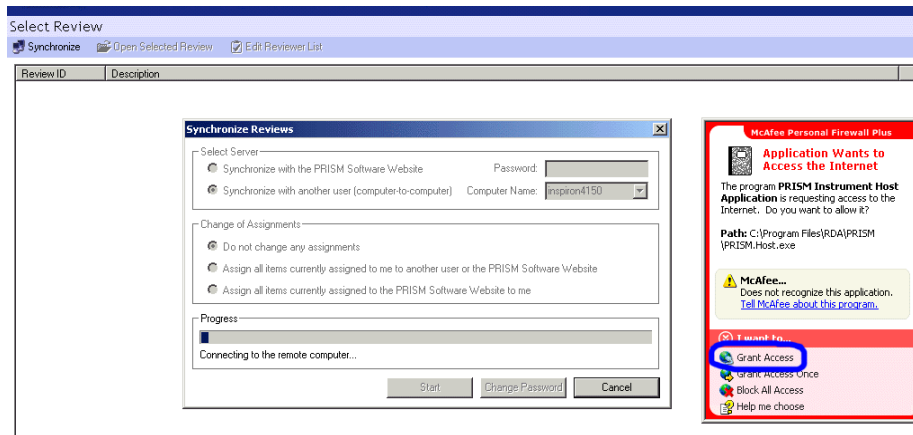 Select Review
Synchronize Open Selected Review Edit Reviewer List
Review ID Description
Synchronize Reviews
Select Server
Synchronize with the PRISM Software Website Password:
Synchronize with another user (computer-to-computer) Computer Name: inspiron4150
Change of Assignments
Do not change any assignments
Assign all items currently assigned to me to another user or the PRISM Software Website
Assign all items currently assigned to the PRISM Software Website to me
Progress
Connecting to the remote computer...
Start Change Password Cancel
McAfee Personal Firewall Plus
Application Wants to
Access the Internet
The program PRISM Instrument Host
Application is requesting access to the
Internet. Do you want to allow it?
Path: C:\Program Files\RDA\PRISM
\PRISM.Host.exe
McAfee...
Does not recognize this application.
Tell McAfee about this program.
I want to...
Grant Access
Grant Access Once
Block All Access
Help me choose